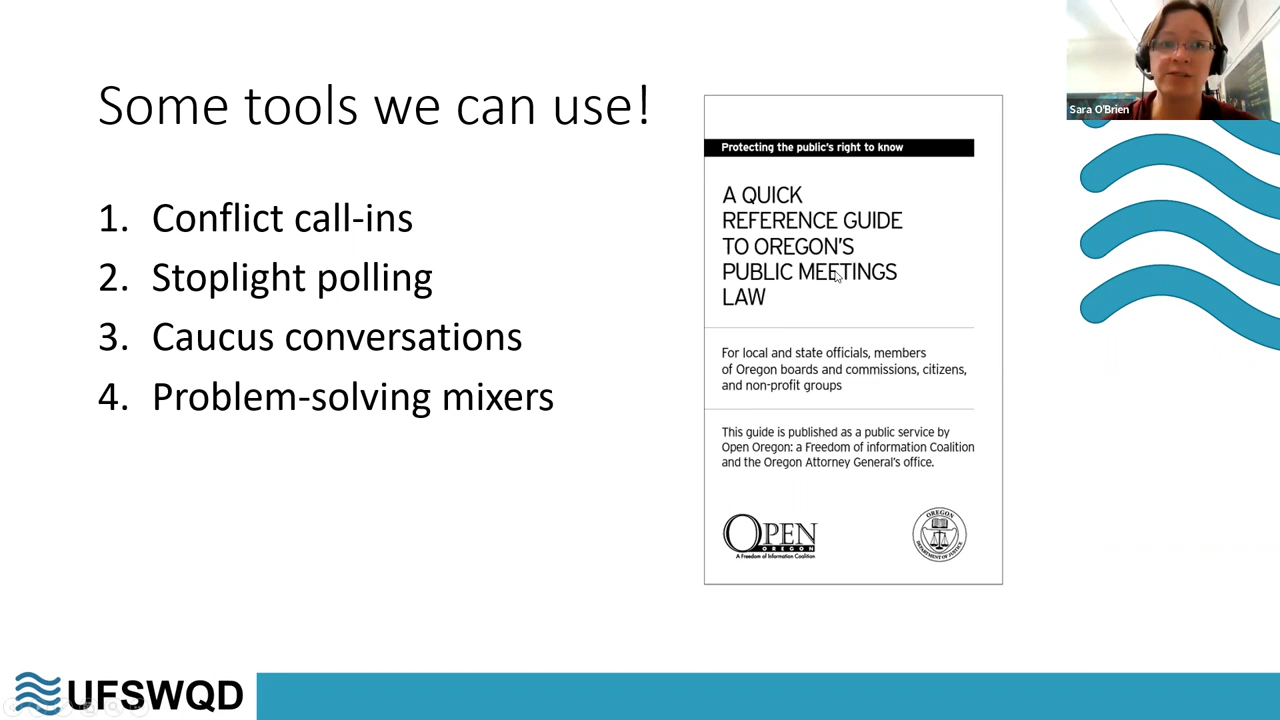 Some tools we can use!
1. Conflict call-ins
2. Stoplight polling
3. Caucus conversations
4. Problem-solving mixers
Protecting the public's right to know
A QUICK
REFERENCE GUIDE
TO OREGON'S
PUBLIC MEETINGS
LAW
For local and state officials, members
of Oregon boards and commissions, citizens,
and non-profit groups
This guide is published as a public service by
Open Oregon: a Freedom of information Coalition
and the Oregon Attorney General's office.
OPEN
OREGON
A Freedom of Information Coalition
OREGON
DEPARTMENT OF JUSTICE
Sara O'Brien
UFSWQD